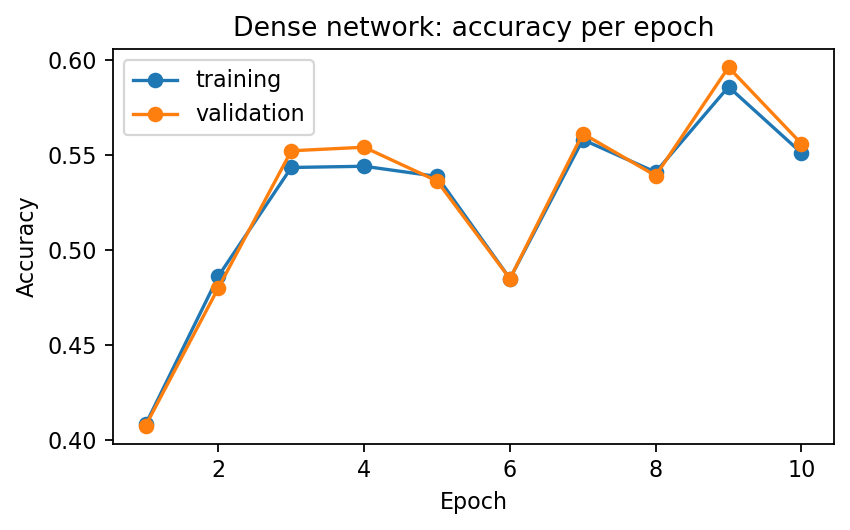 Dense network: accuracy per epoch
training
validation
0.60
0.55
0.50
0.45
0.40
Accuracy
2 4 6 8 10
Epoch